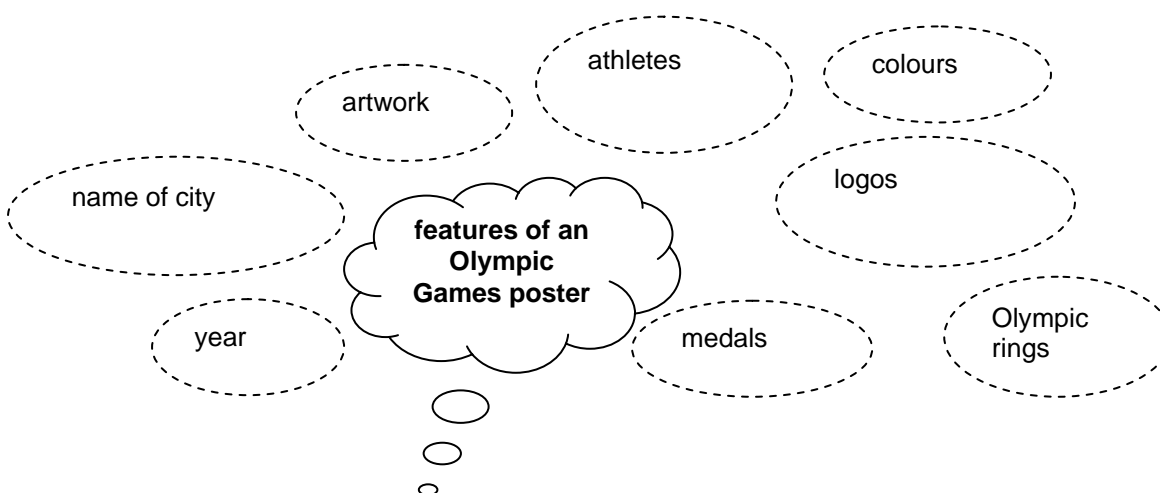 athletes
colours
artwork
logos
name of city
features of an
Olympic
Games poster
year
medals
Olympic
rings